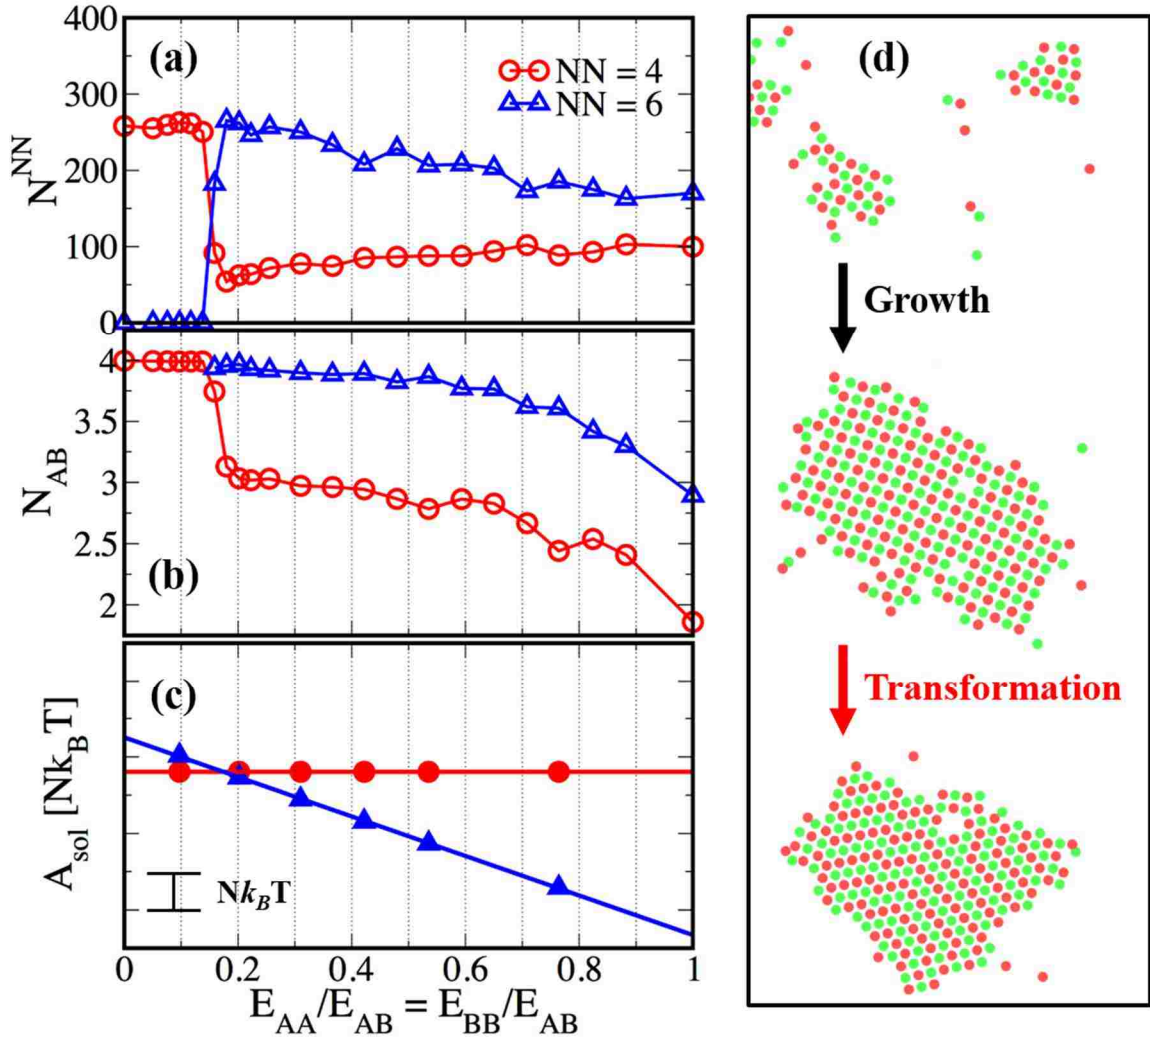 (a)
NN = 4
NN = 6
400
300
200
100
0
N^NN
(b)
4
3.5
3
2.5
2
N_AB
(c)
A_sol [Nk_BT]
Nk_BT
0 0.2 0.4 0.6 0.8 1
E_AA/E_AB = E_BB/E_AB
(d)
Growth
Transformation